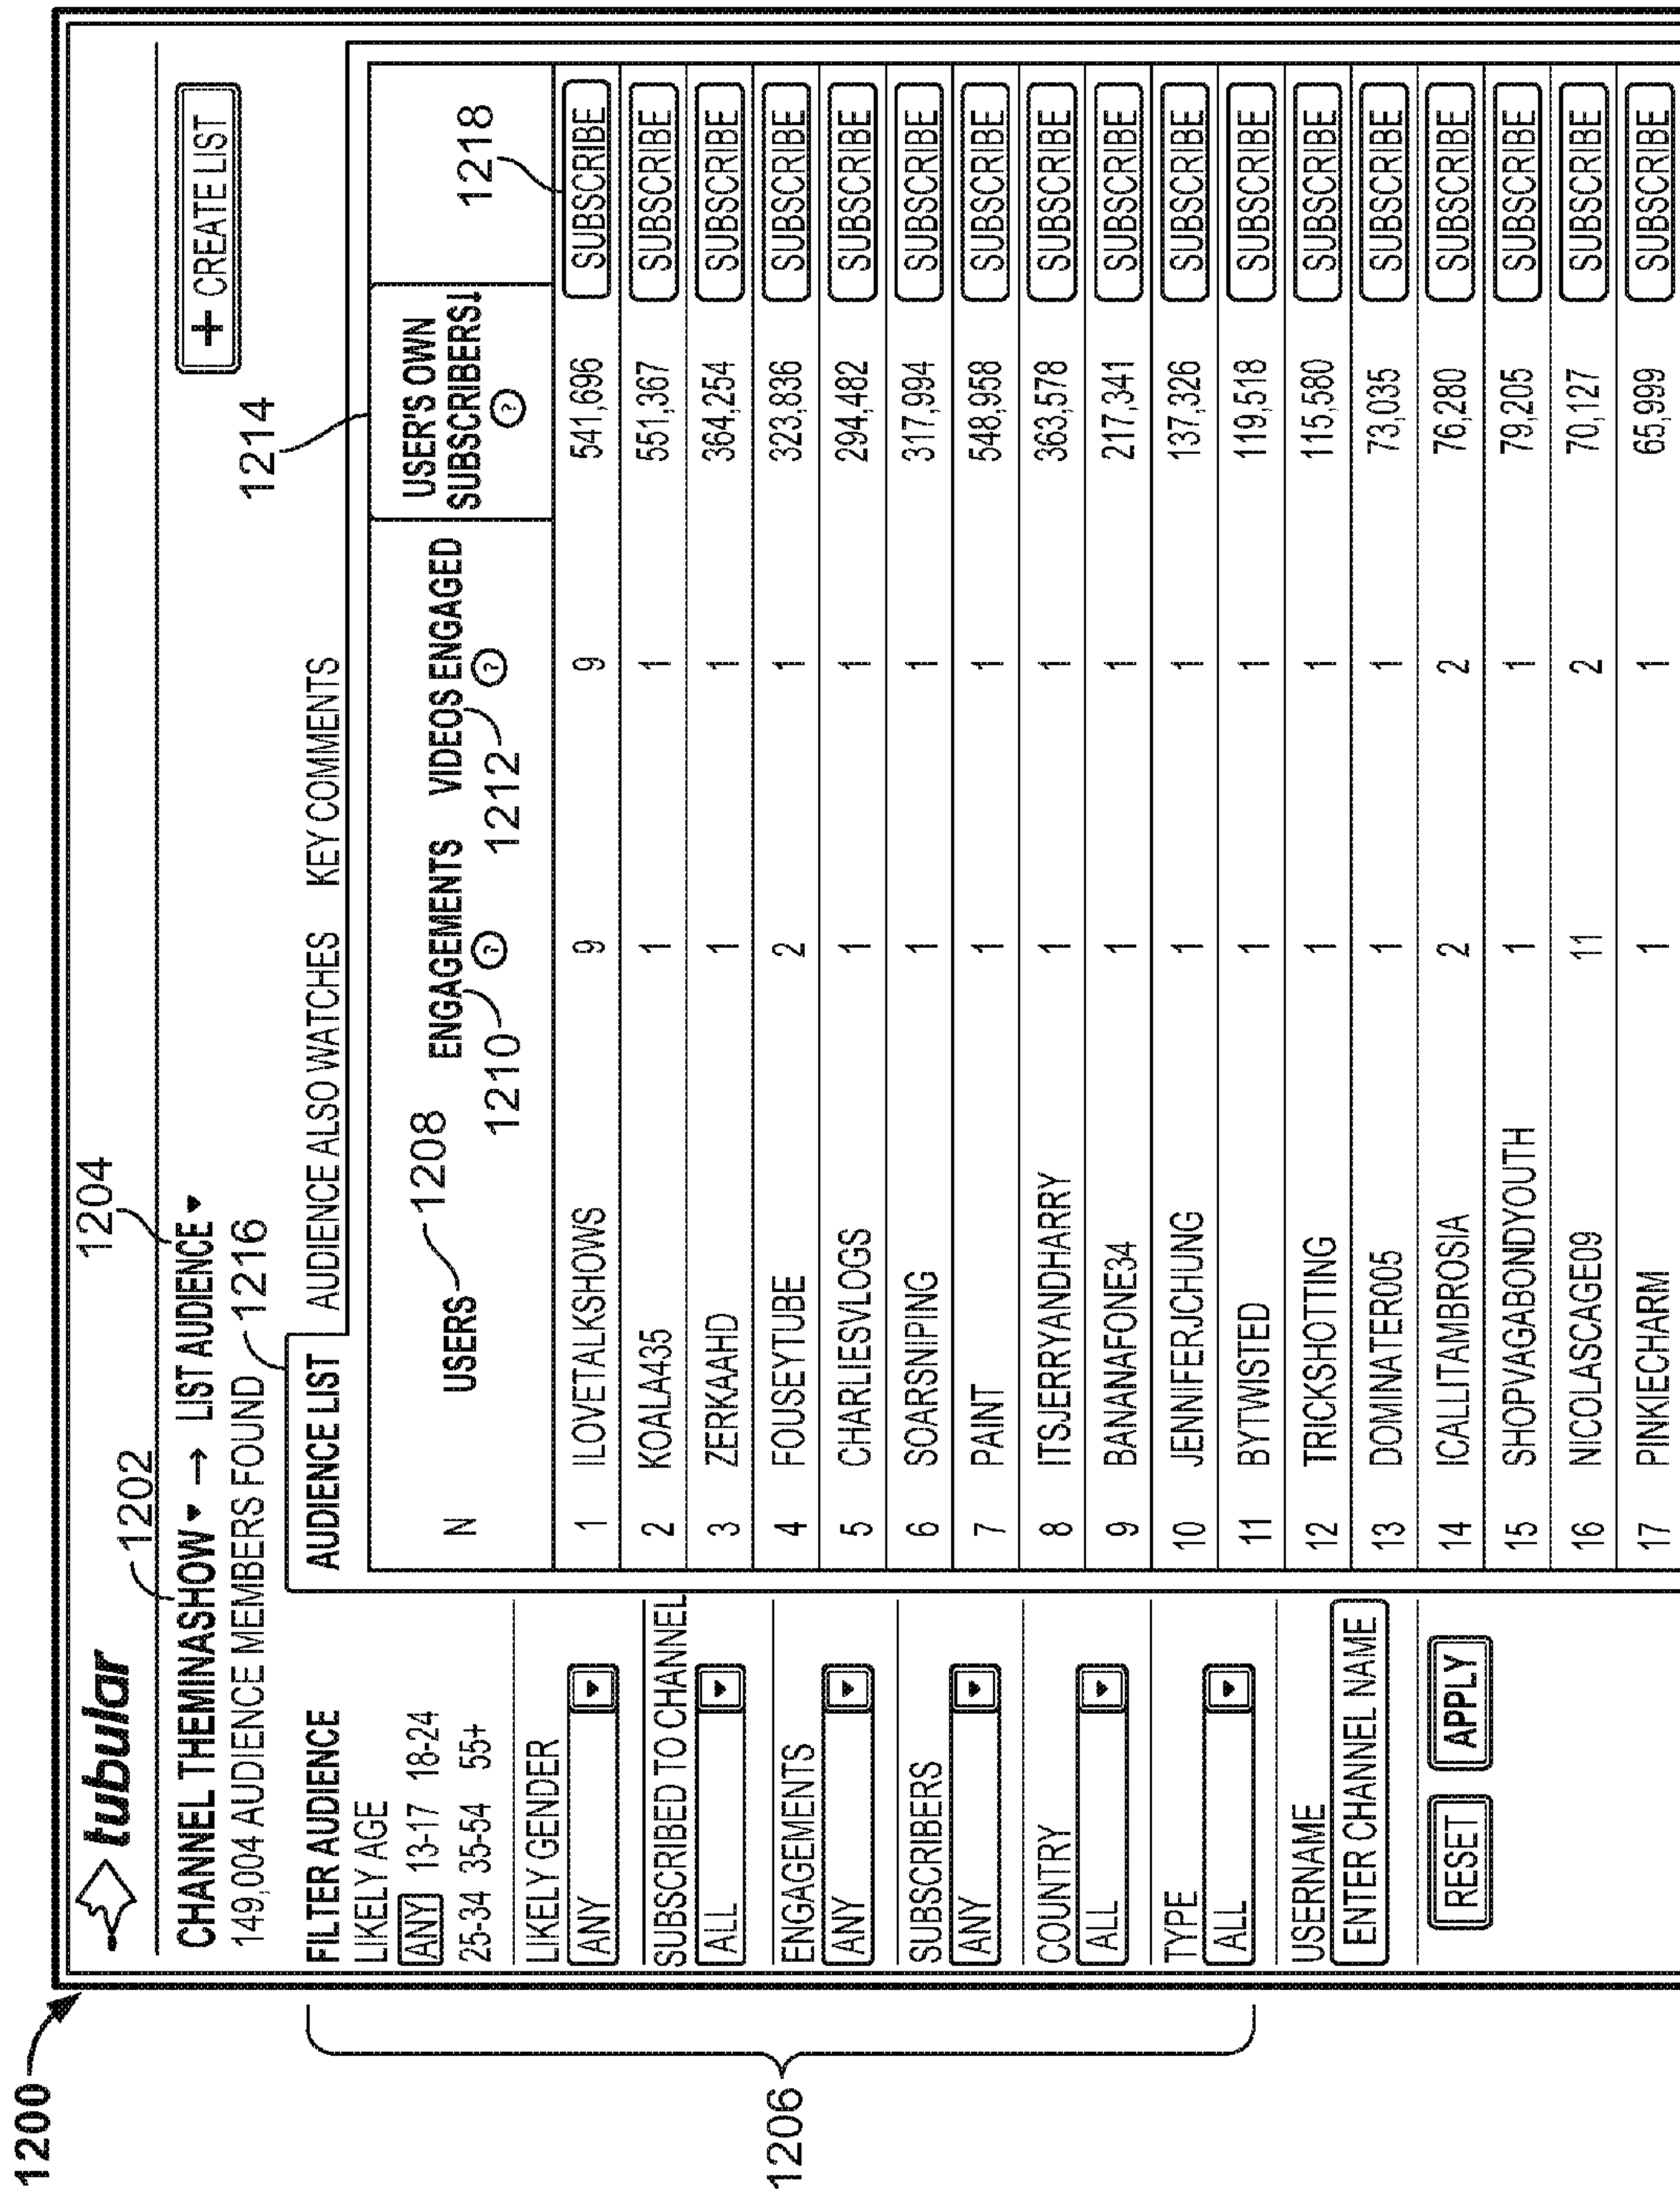 1200
tubular
1202
1204
CHANNEL THEMINASHOW → LIST AUDIENCE
+ CREATE LIST
149,004 AUDIENCE MEMBERS FOUND
1216
1214
FILTER AUDIENCE
LIKELY AGE
ANY 13-17 18-24
25-34 35-54 55+
LIKELY GENDER
ANY
SUBSCRIBED TO CHANNEL
ALL
ENGAGEMENTS
ANY
SUBSCRIBERS
ANY
COUNTRY
ALL
TYPE
ALL
USERNAME
ENTER CHANNEL NAME
RESET APPLY
1206
AUDIENCE LIST AUDIENCE ALSO WATCHES KEY COMMENTS
N USERS 1208 ENGAGEMENTS ? 1210 VIDEOS ENGAGED ? 1212 USER'S OWN SUBSCRIBERS↓ ? 1218
1 ILOVETALKSHOWS 9 9 541,696 SUBSCRIBE
2 KOALA435 1 1 551,367 SUBSCRIBE
3 ZERKAAHD 1 1 364,254 SUBSCRIBE
4 FOUSEYTUBE 2 1 323,836 SUBSCRIBE
5 CHARLIESVLOGS 1 1 294,482 SUBSCRIBE
6 SOARSNIPING 1 1 317,994 SUBSCRIBE
7 PAINT 1 1 548,958 SUBSCRIBE
8 ITSJERRYANDHARRY 1 1 363,578 SUBSCRIBE
9 BANANAFONE34 1 1 217,341 SUBSCRIBE
10 JENNIFERJCHUNG 1 1 137,326 SUBSCRIBE
11 BYTWISTED 1 1 119,518 SUBSCRIBE
12 TRICKSHOTTING 1 1 115,580 SUBSCRIBE
13 DOMINATER005 1 1 73,035 SUBSCRIBE
14 ICALLITAMBROSIA 2 2 76,280 SUBSCRIBE
15 SHOPVAGABONDYOUTH 1 1 79,205 SUBSCRIBE
16 NICOLASCAGE09 11 2 70,127 SUBSCRIBE
17 PINKIECHARM 1 1 65,999 SUBSCRIBE